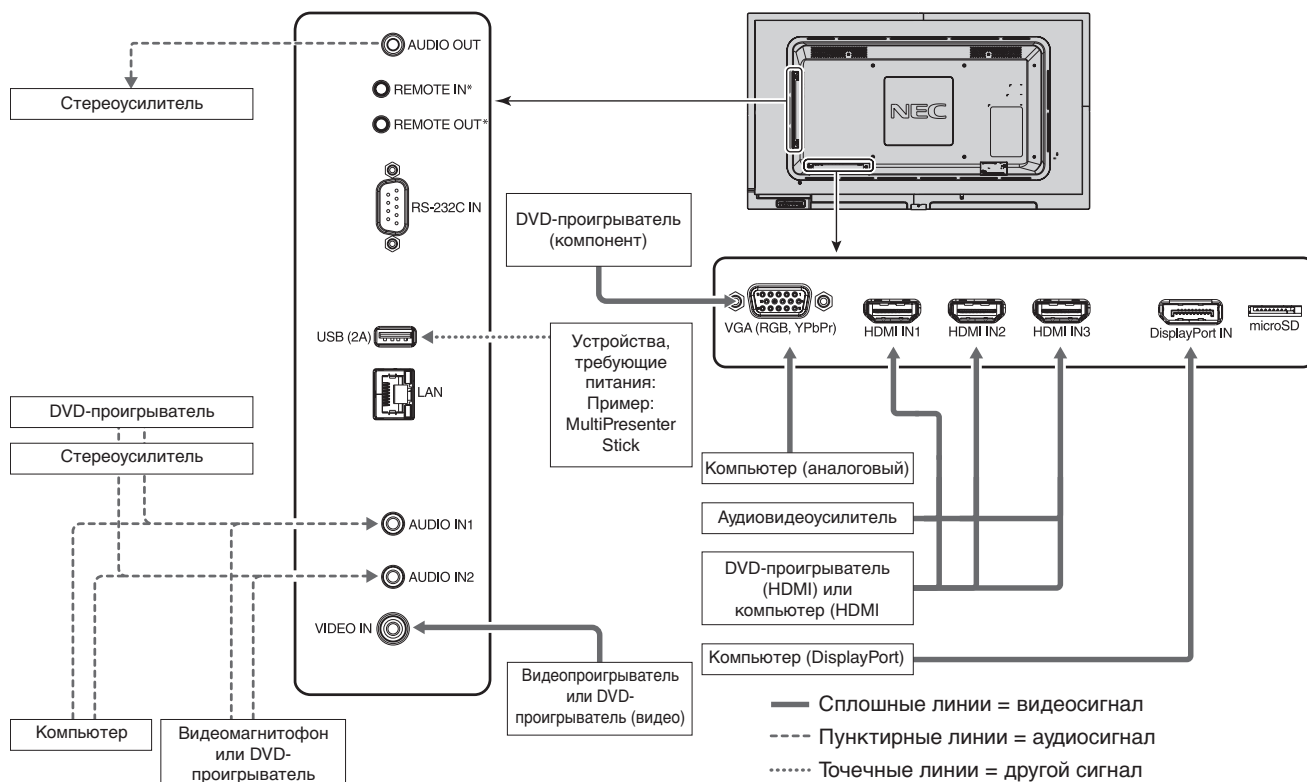 AUDIO OUT
Стереоусилитель
REMOTE IN*
REMOTE OUT*
RS-232C IN
USB (2A)
LAN
DVD-проигрыватель
Стереоусилитель
AUDIO IN1
AUDIO IN2
VIDEO IN
Компьютер
Видеомагнитофон
или DVD-
проигрыватель
NEC
DVD-проигрыватель
(компонент)
Устройства,
требующие
питания:
Пример:
MultiPresenter
Stick
Видеопроигрыватель
или DVD-
проигрыватель (видео)
VGA (RGB, YPbPr)
HDMI IN1
HDMI IN2
HDMI IN3
DisplayPort IN
microSD
Компьютер (аналоговый)
Аудиовидеоусилитель
DVD-проигрыватель
(HDMI) или
компьютер (HDMI
Компьютер (DisplayPort)
Сплошные линии = видеосигнал
Пунктирные линии = аудиосигнал
Точечные линии = другой сигнал